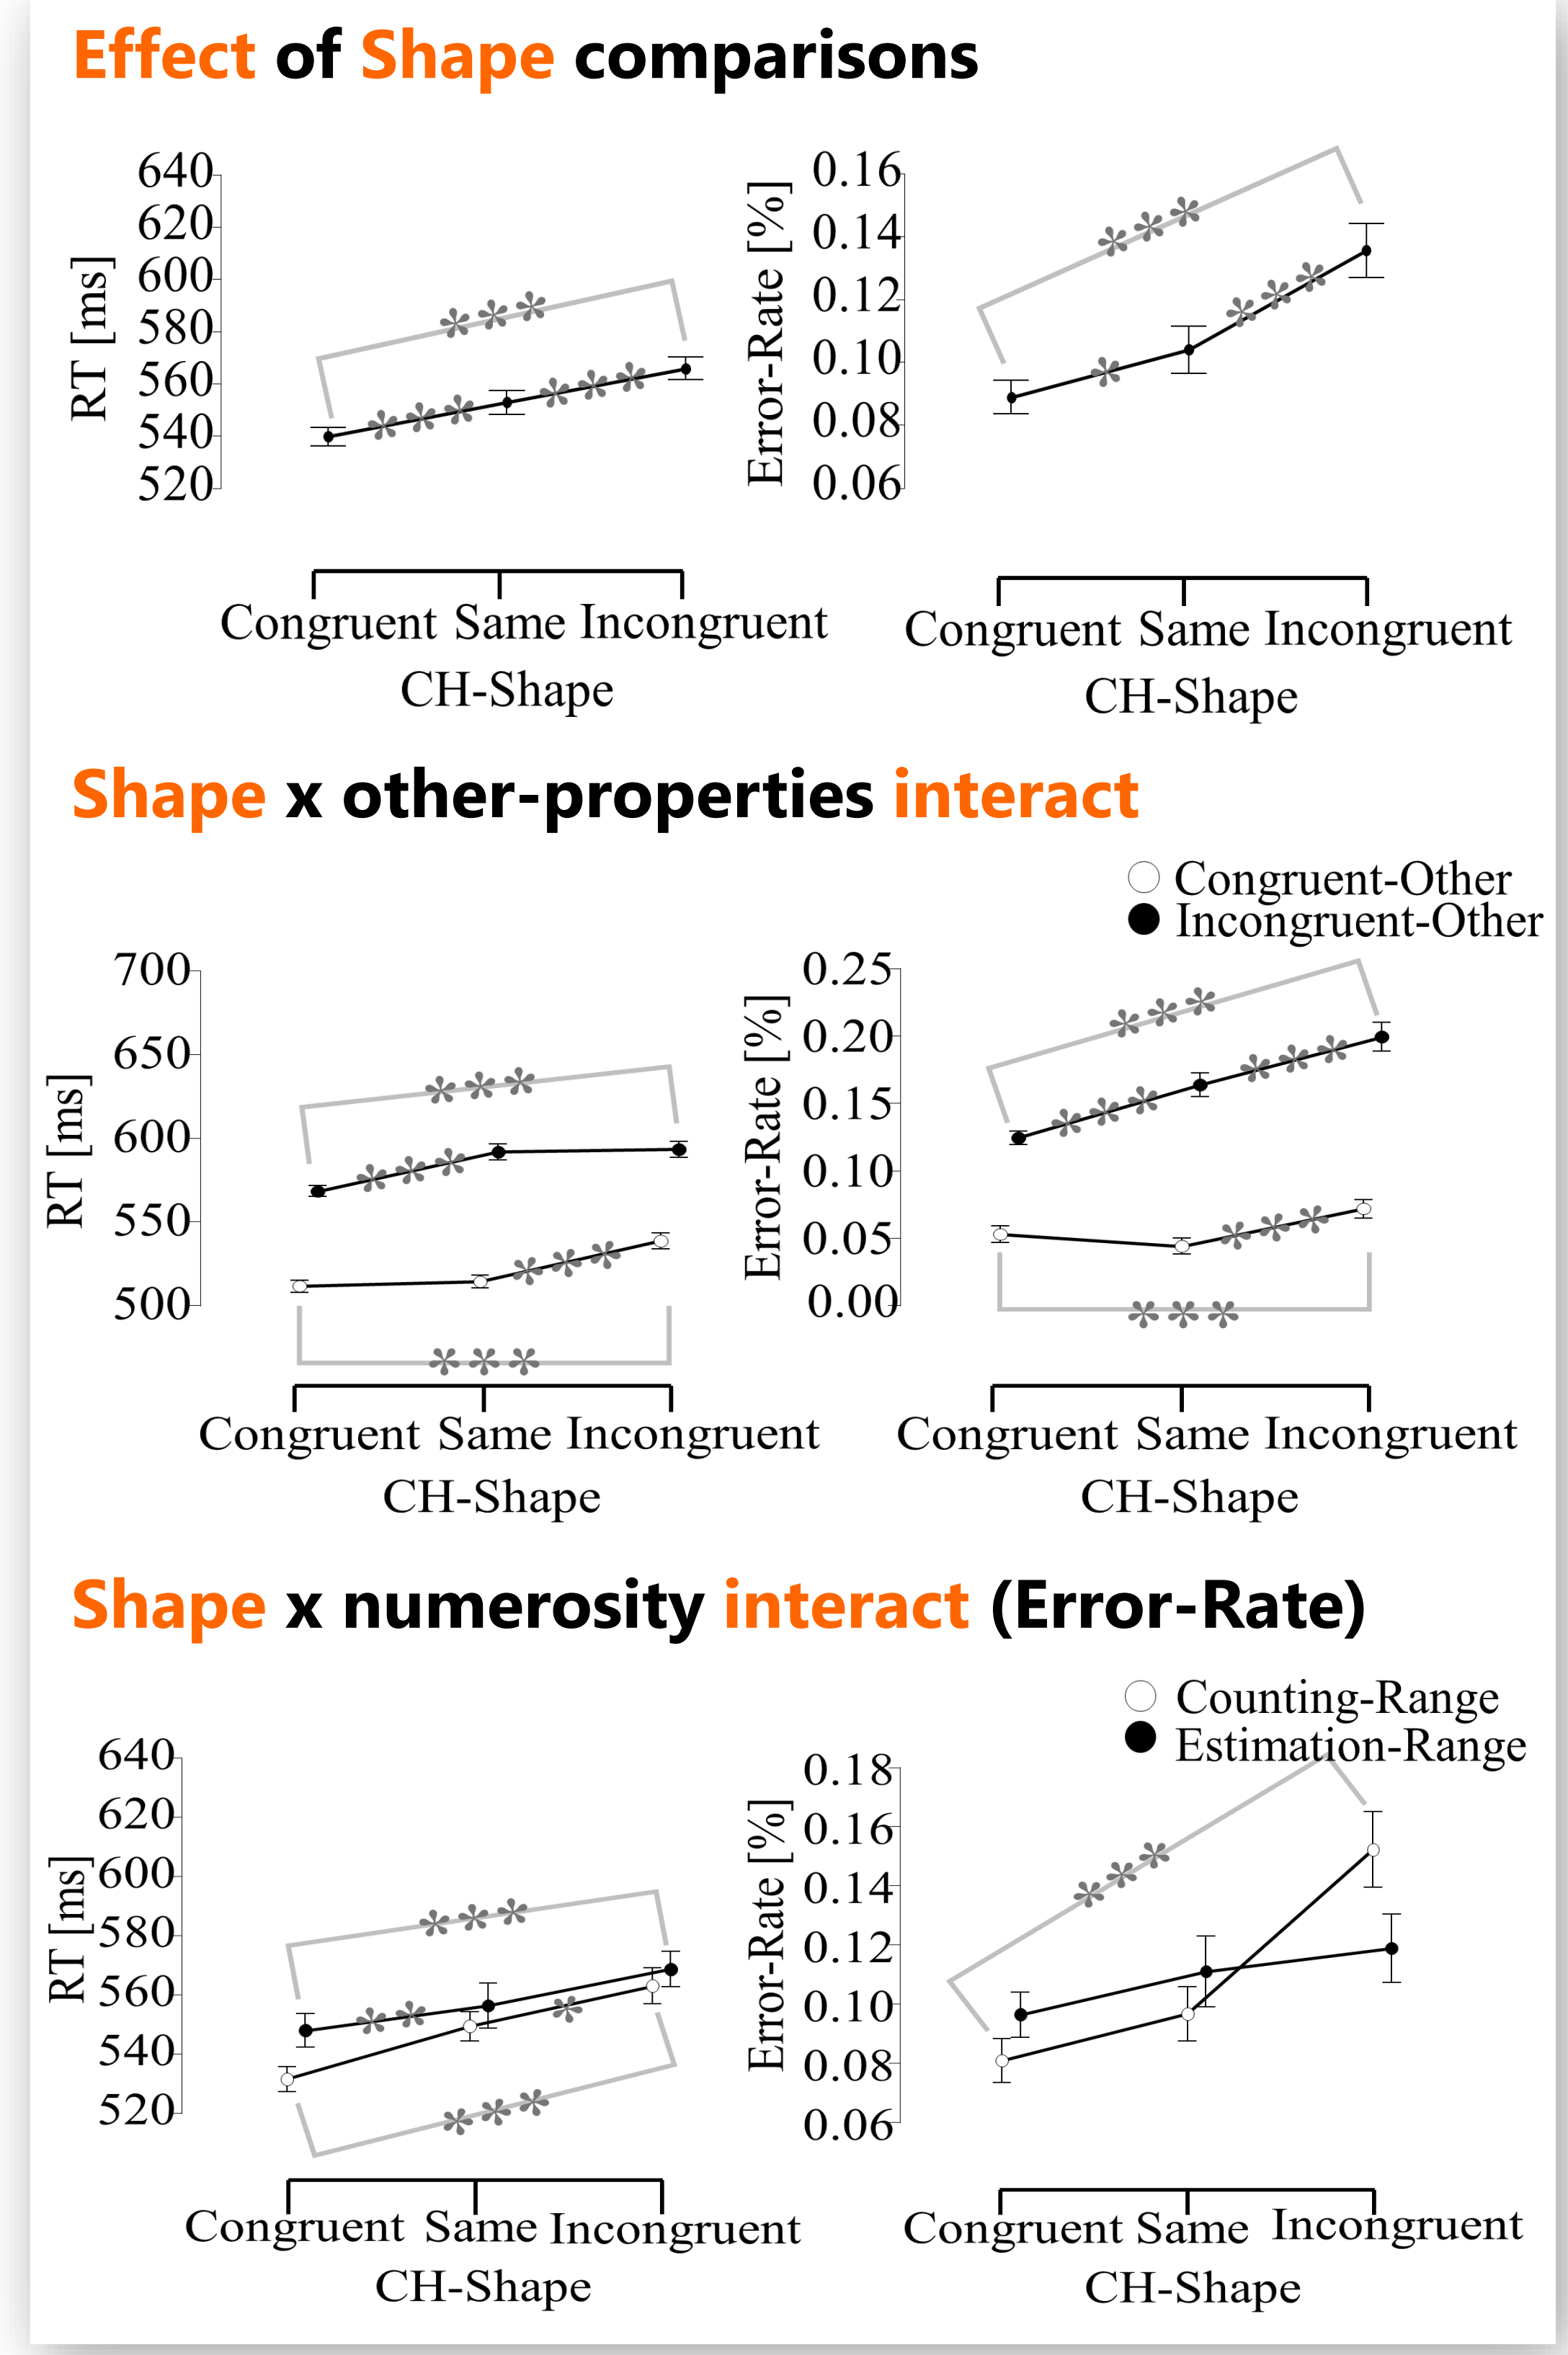 Effect of Shape comparisons
640
620
600
580
560
540
520
RT [ms]
***
***
***
Congruent Same Incongruent
CH-Shape
0.16
0.14
0.12
0.10
0.08
0.06
Error-Rate [%]
***
*
***
Congruent Same Incongruent
CH-Shape
Shape x other-properties interact
Congruent-Other
Incongruent-Other
700
650
600
550
500
RT [ms]
***
***
***
***
Congruent Same Incongruent
CH-Shape
0.25
0.20
0.15
0.10
0.05
0.00
Error-Rate [%]
***
***
***
***
***
Congruent Same Incongruent
CH-Shape
Shape x numerosity interact (Error-Rate)
Counting-Range
Estimation-Range
640
620
600
580
560
540
520
RT [ms]
***
**
*
***
Congruent Same Incongruent
CH-Shape
0.18
0.16
0.14
0.12
0.10
0.08
0.06
Error-Rate [%]
***
Congruent Same Incongruent
CH-Shape